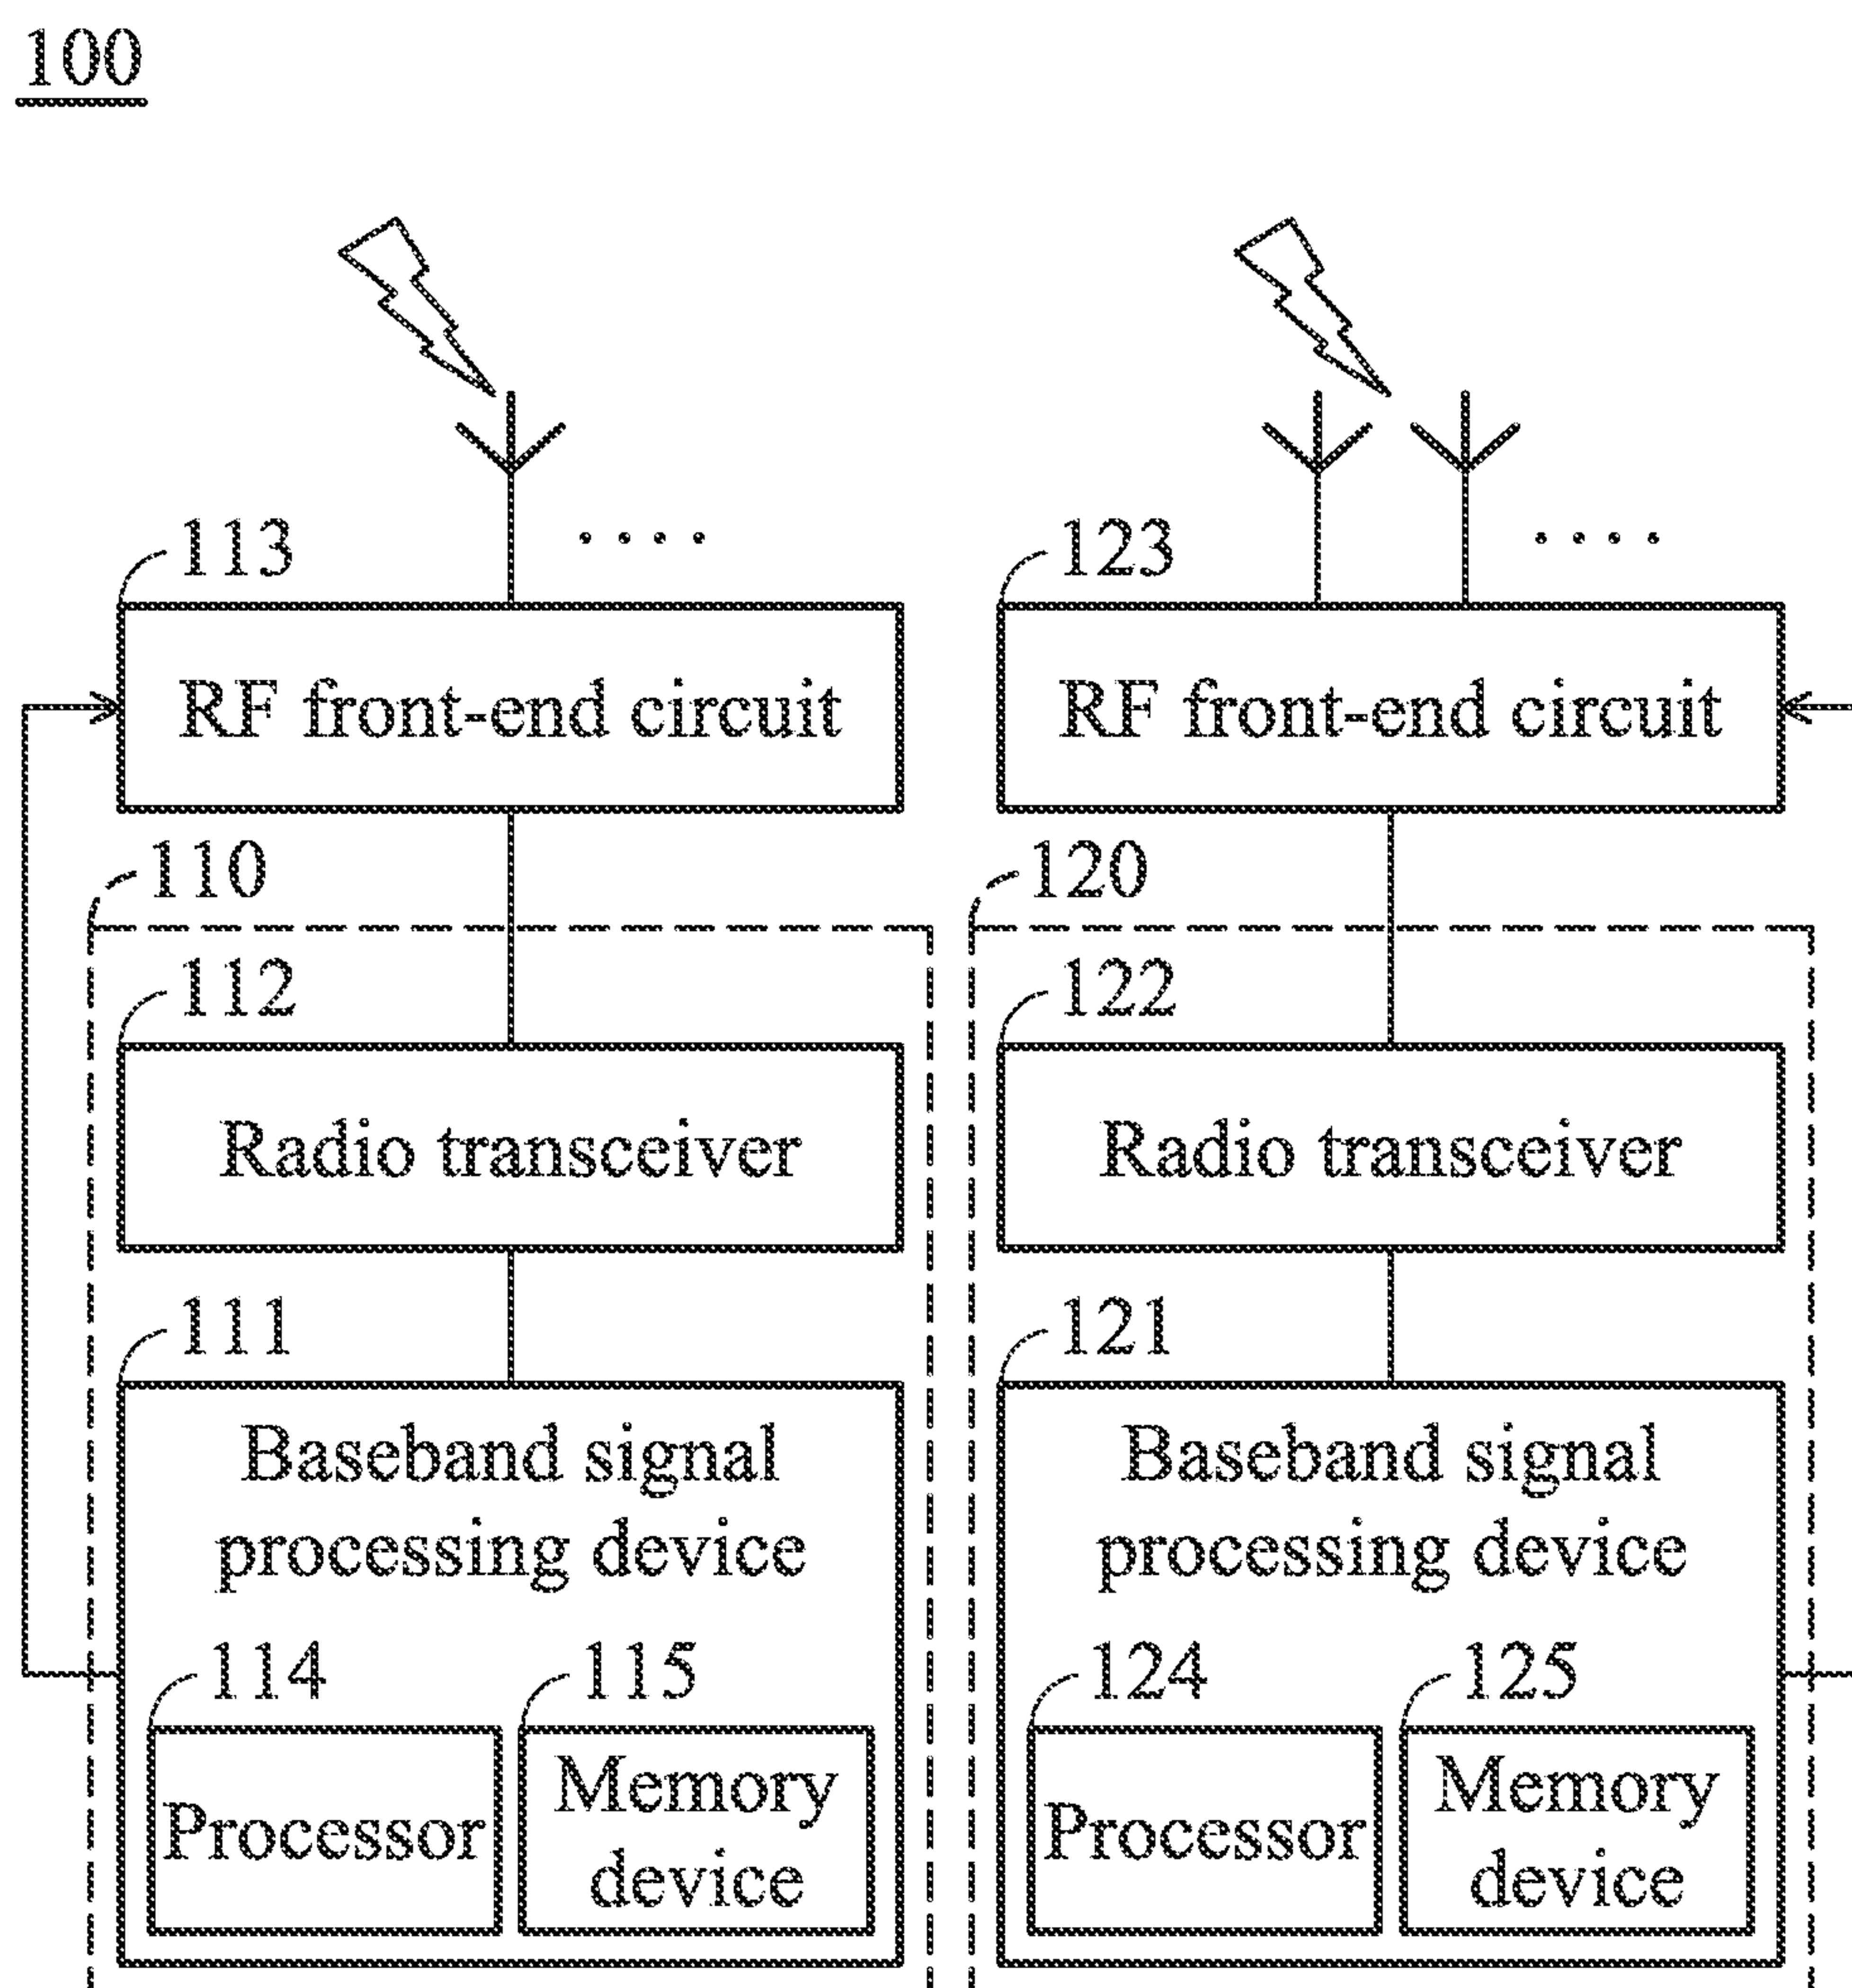 100
113
RF front-end circuit
110
112
Radio transceiver
111
Baseband signal
processing device
114
115
Processor
Memory
device
123
RF front-end circuit
120
122
Radio transceiver
121
Baseband signal
processing device
124
125
Processor
Memory
device